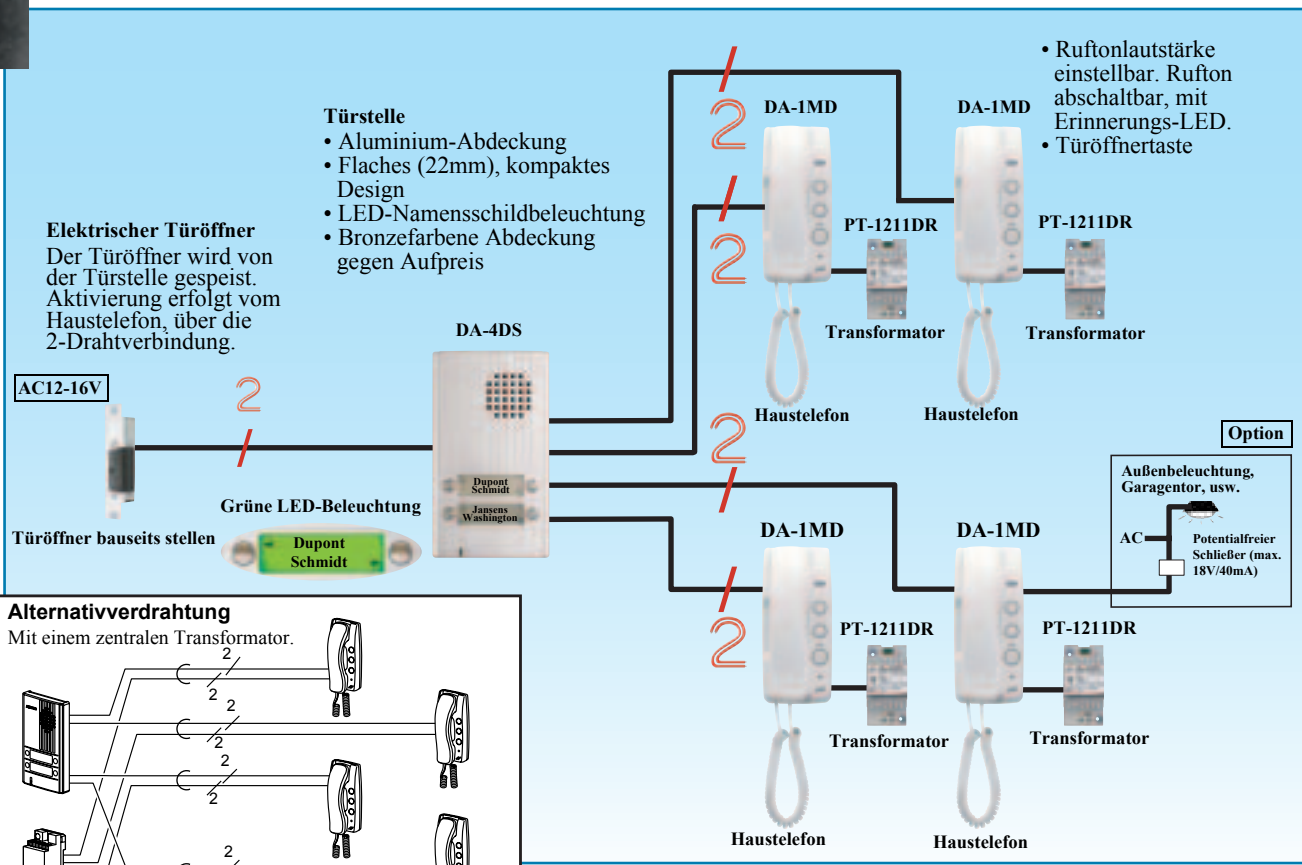 • Ruftonlautstärke
einstellbar. Rufton
abschaltbar, mit
Erinnerungs-LED.
• Türöffnertaste
Türstelle
• Aluminium-Abdeckung
• Flaches (22mm), kompaktes
Design
• LED-Namensschildbeleuchtung
• Bronzefarbene Abdeckung
gegen Aufpreis
Elektrischer Türöffner
Der Türöffner wird von
der Türstelle gespeist.
Aktivierung erfolgt vom
Haustelefon, über die
2-Drahtverbindung.
AC12-16V
2
Türöffner bauseits stellen
Grüne LED-Beleuchtung
Dupont
Schmidt
DA-4DS
Dupont
Schmidt
Jansens
Washington
2
2
DA-1MD
PT-1211DR
Transformator
Haustelefon
DA-1MD
PT-1211DR
Transformator
Haustelefon
2
2
DA-1MD
PT-1211DR
Transformator
Haustelefon
DA-1MD
PT-1211DR
Transformator
Haustelefon
Option
Außenbeleuchtung,
Garagentor, usw.
AC
Potentialfreier
Schließer (max.
18V/40mA)
Alternativverdrahtung
Mit einem zentralen Transformator.
2
2
2
2
2
2
2